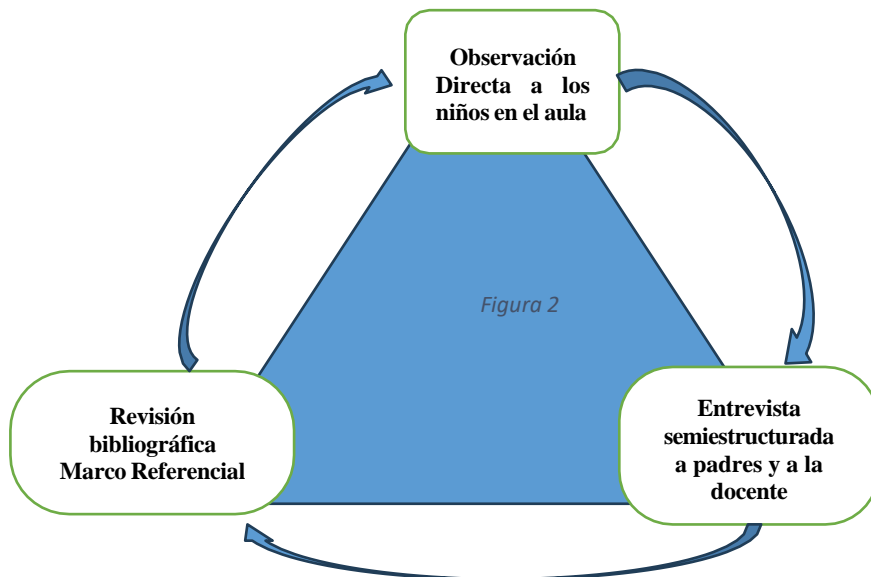 Observación
Directa a los
niños en el aula
Figura 2
Revisión
bibliográfica
Marco Referencial
Entrevista
semiestructurada
a padres y a la
docente